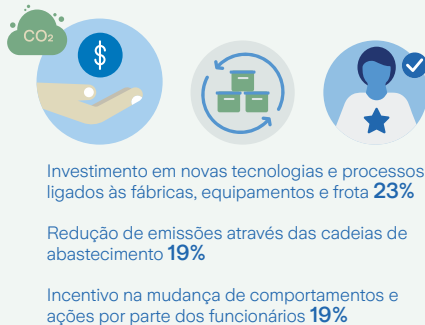 CO₂
$
Investimento em novas tecnologias e processos
ligados às fábricas, equipamentos e frota 23%
Redução de emissões através das cadeias de
abastecimento 19%
Incentivo na mudança de comportamentos e
ações por parte dos funcionários 19%